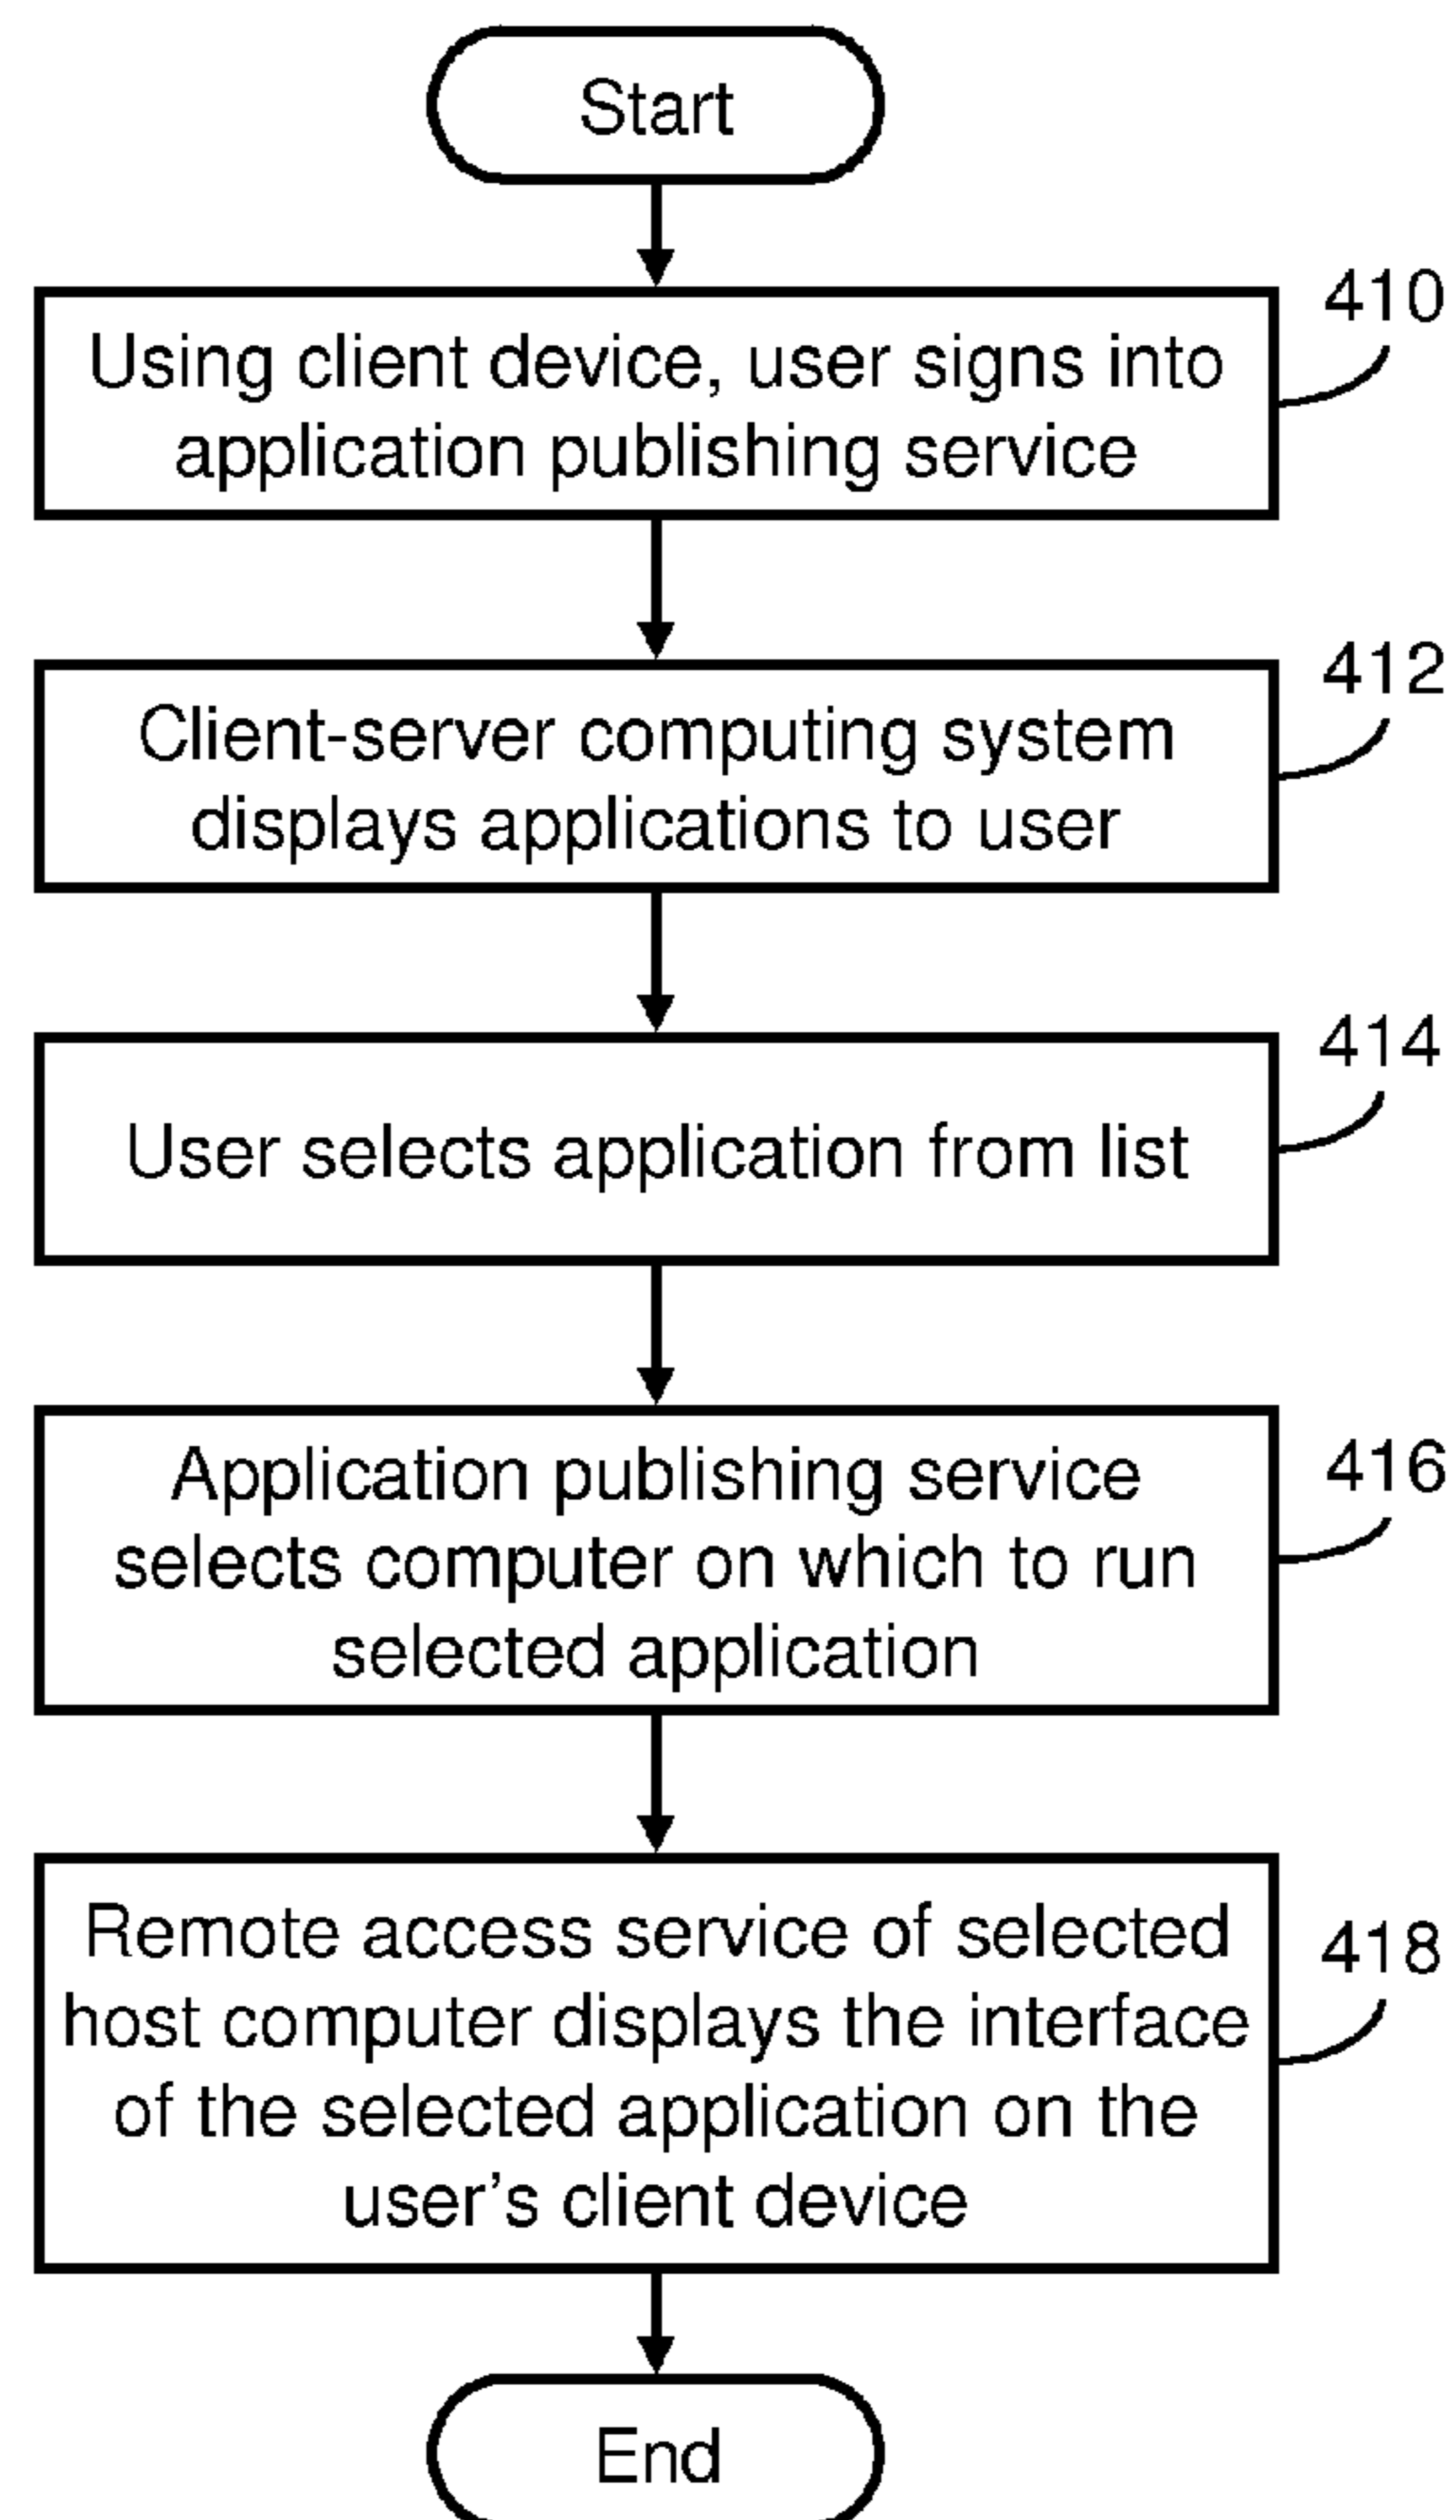 Start
410
Using client device, user signs into
application publishing service
412
Client-server computing system
displays applications to user
414
User selects application from list
416
Application publishing service
selects computer on which to run
selected application
418
Remote access service of selected
host computer displays the interface
of the selected application on the
user's client device
End